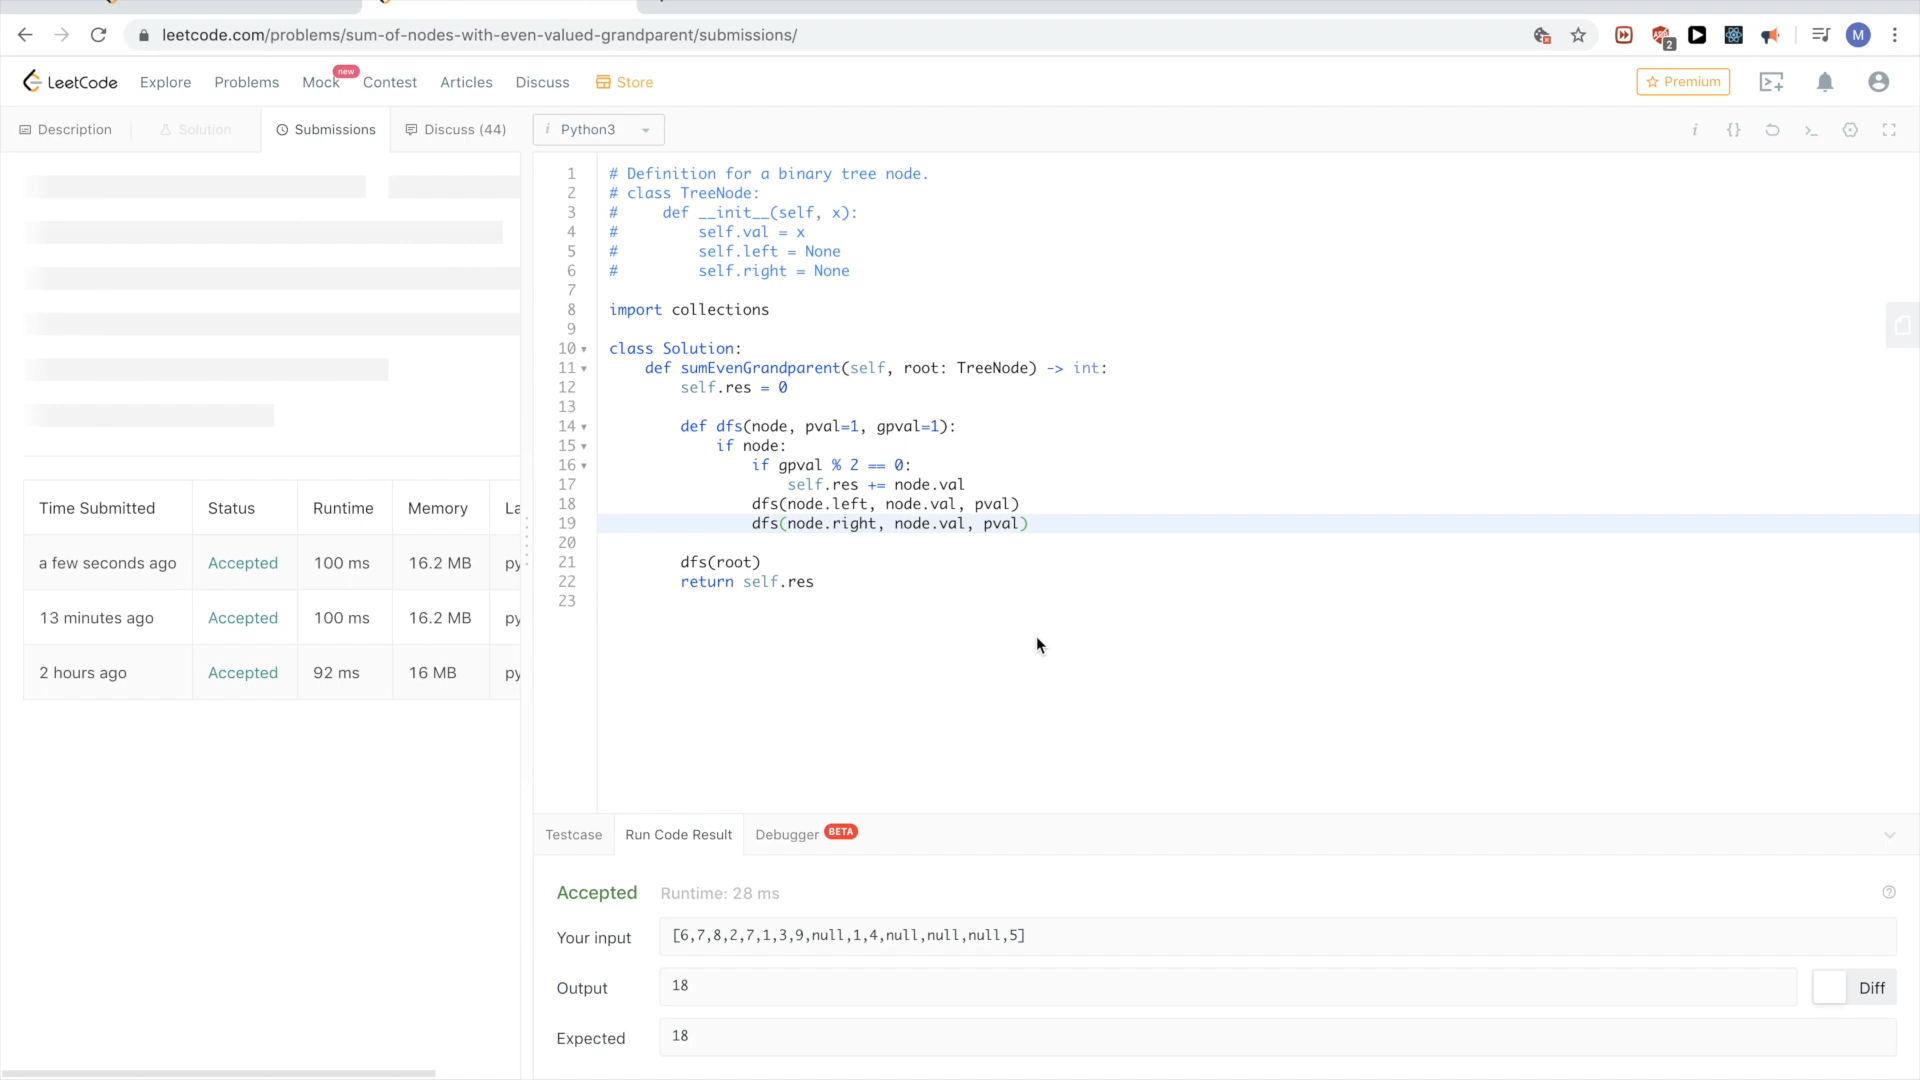 leetcode.com/problems/sum-of-nodes-with-even-valued-grandparent/submissions/
2
M
LeetCode Explore Problems Mock new Contest Articles Discuss Store Premium
Description Solution Submissions Discuss (44)
i Python3
Time Submitted Status Runtime Memory La
a few seconds ago Accepted 100 ms 16.2 MB py
13 minutes ago Accepted 100 ms 16.2 MB py
2 hours ago Accepted 92 ms 16 MB py
1 # Definition for a binary tree node.
2 # class TreeNode:
3 #     def __init__(self, x):
4 #         self.val = x
5 #         self.left = None
6 #         self.right = None
7
8 import collections
9
10 class Solution:
11     def sumEvenGrandparent(self, root: TreeNode) -> int:
12         self.res = 0
13
14         def dfs(node, pval=1, gpval=1):
15             if node:
16                 if gpval % 2 == 0:
17                     self.res += node.val
18                 dfs(node.left, node.val, pval)
19                 dfs(node.right, node.val, pval)
20
21         dfs(root)
22         return self.res
23
Testcase Run Code Result Debugger BETA
Accepted Runtime: 28 ms
Your input [6,7,8,2,7,1,3,9,null,1,4,null,null,null,5]
Output 18 Diff
Expected 18